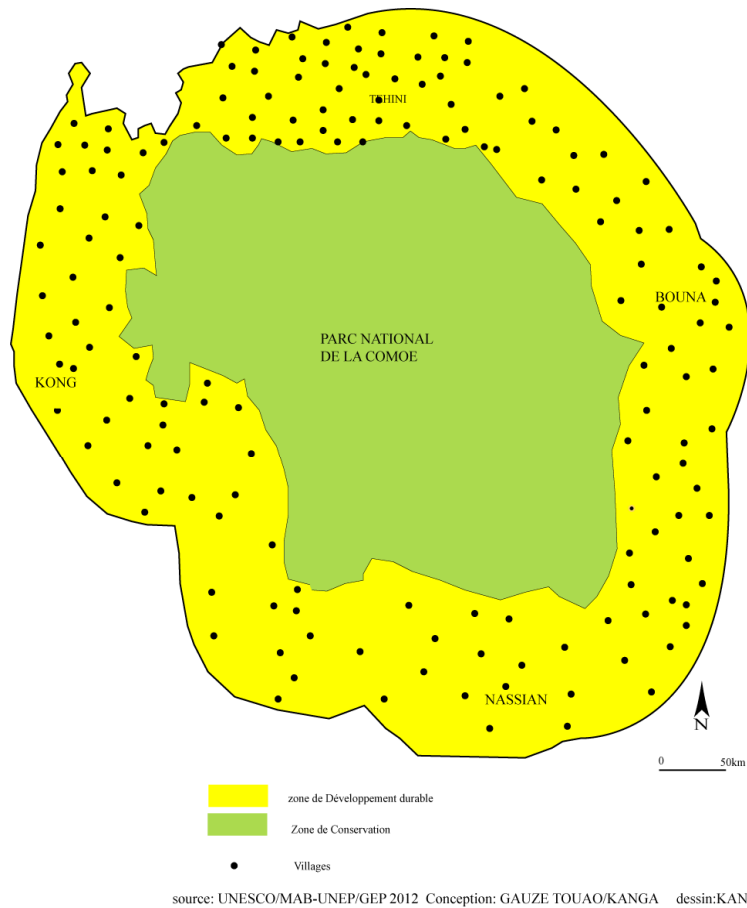 TEHINI
BOUNA
PARC NATIONAL
DE LA COMOE
KONG
NASSIAN
N
0 50km
zone de Développement durable
Zone de Conservation
Villages
source: UNESCO/MAB-UNEP/GEP 2012 Conception: GAUZE TOUAO/KANGA dessin:KAN